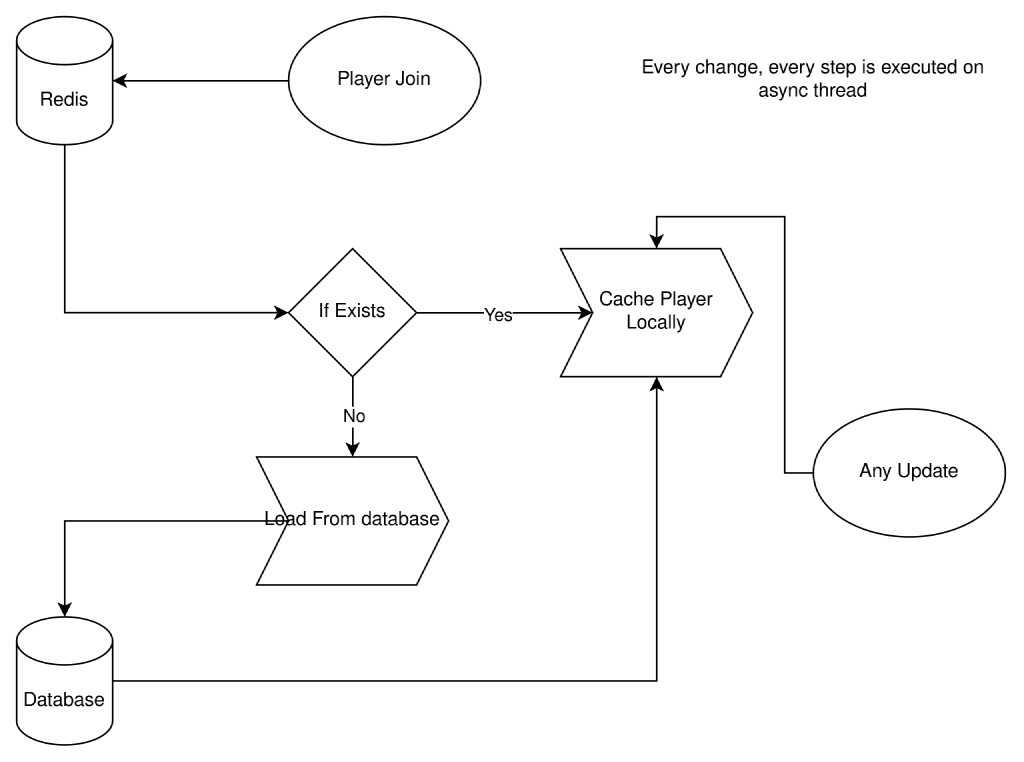 Redis
Player Join
Every change, every step is executed on
async thread
If Exists
Yes
Cache Player
Locally
No
Any Update
Load From database
Database